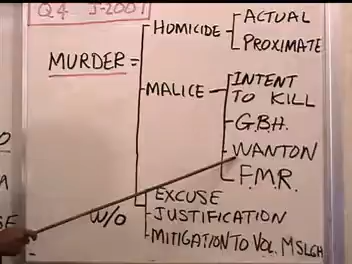 Q4 J-2001
HOMICIDE
ACTUAL
PROXIMATE
MURDER =
MALICE
INTENT
TO KILL
G.B.H.
WANTON
F.M.R.
W/O
EXCUSE
JUSTIFICATION
MITIGATION TO VOL. MSLGH